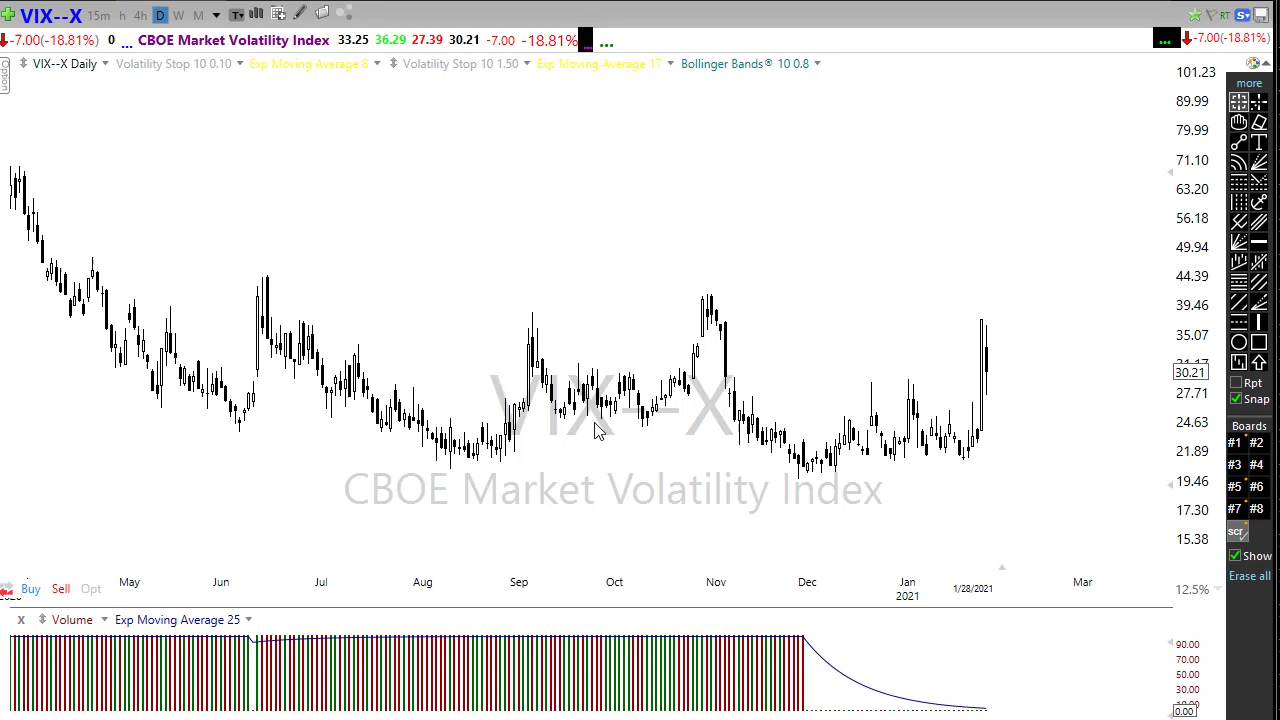 VIX--X 15m h 4h D W M T
RT S
-7.00(-18.81%) 0 ... CBOE Market Volatility Index 33.25 36.29 27.39 30.21 -7.00 -18.81% ... ... ... -7.00(-18.81%)
Option
VIX--X Daily Volatility Stop 10 0.10 Exp Moving Average 8 Volatility Stop 10 1.50 Exp Moving Average 17 Bollinger Bands® 10 0.8
101.23
89.99
79.99
71.10
63.20
56.18
49.94
44.39
39.46
35.07
30.21
27.71
24.63
21.89
19.46
17.30
15.38
VIX--X
CBOE Market Volatility Index
more
T
Rpt
Snap
Boards
#1 #2
#3 #4
#5 #6
#7 #8
scr
Show
Erase all
May Jun Jul Aug Sep Oct Nov Dec Jan Mar
2021 1/28/2021
Buy Sell Opt
12.5%
X Volume Exp Moving Average 25
90.00
70.00
50.00
30.00
0.00